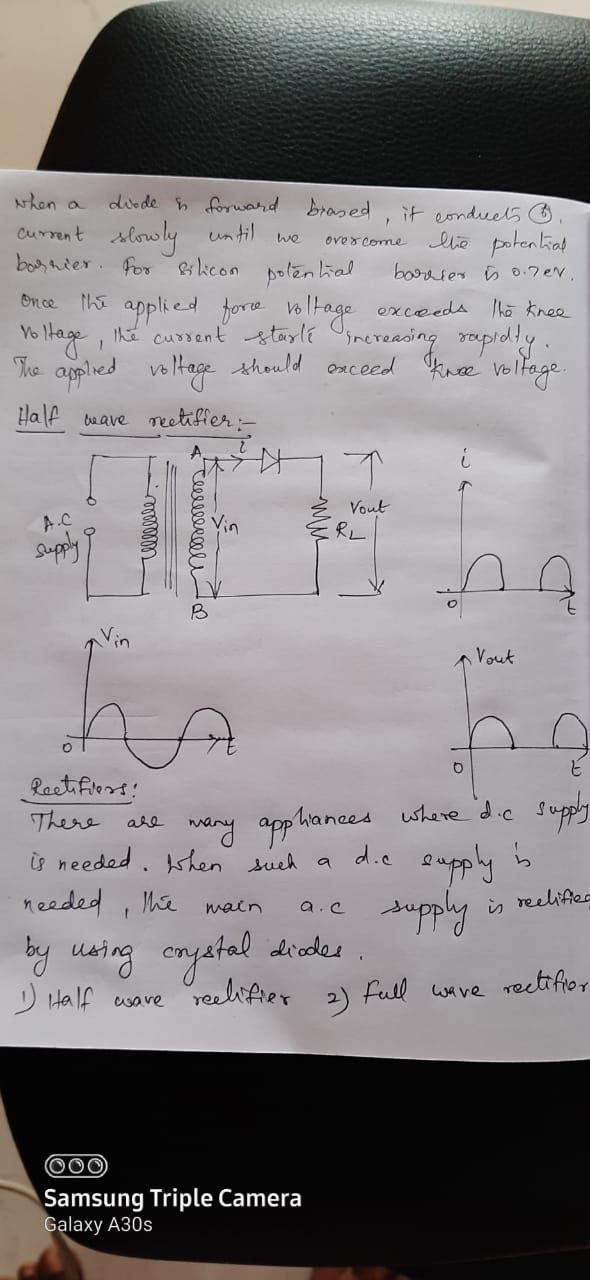 when a diode is forward biased, it conducts ⑥.
current slowly until we overcome the potential
barrier. for silicon potential barrier is 0.7eV.
Once the applied force voltage exceeds the knee
voltage, the current starts increasing rapidly.
The applied voltage should exceed knee voltage.
Half wave rectifier:-
A i
A.C
supply
Vin
RL
Vout
B
i
0 t
Vin
0 t
Vout
0 t
Rectifiers:
There are many appliances where d.c supply
is needed. When such a d.c supply is
needed, the main a.c supply is rectified
by using crystal diodes.
1) Half wave rectifier 2) Full wave rectifier
Samsung Triple Camera
Galaxy A30s